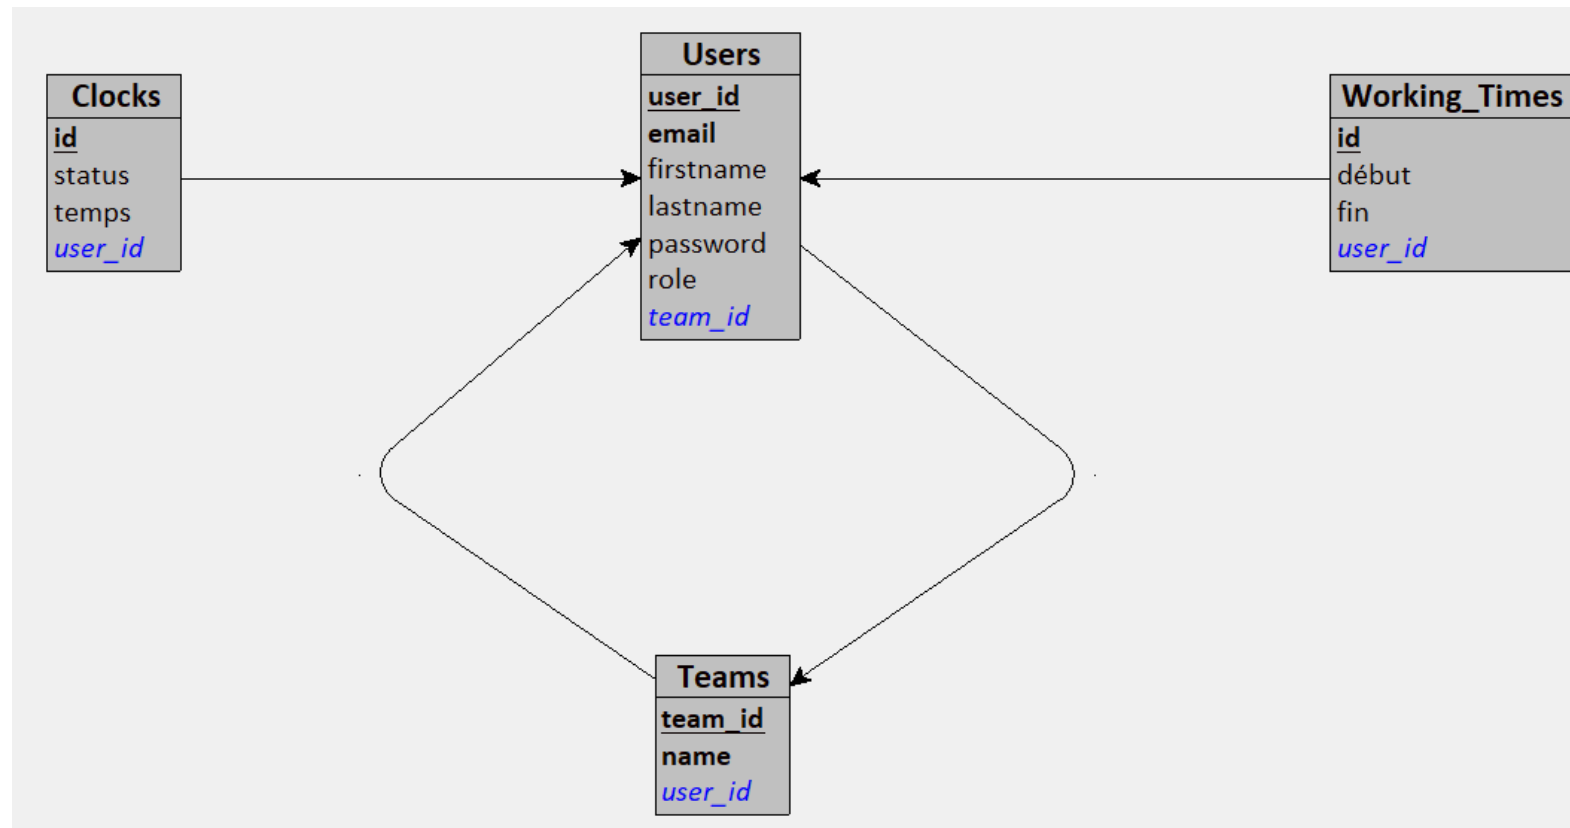 Clocks
id
status
temps
user_id
Users
user_id
email
firstname
lastname
password
role
team_id
Working_Times
id
début
fin
user_id
Teams
team_id
name
user_id